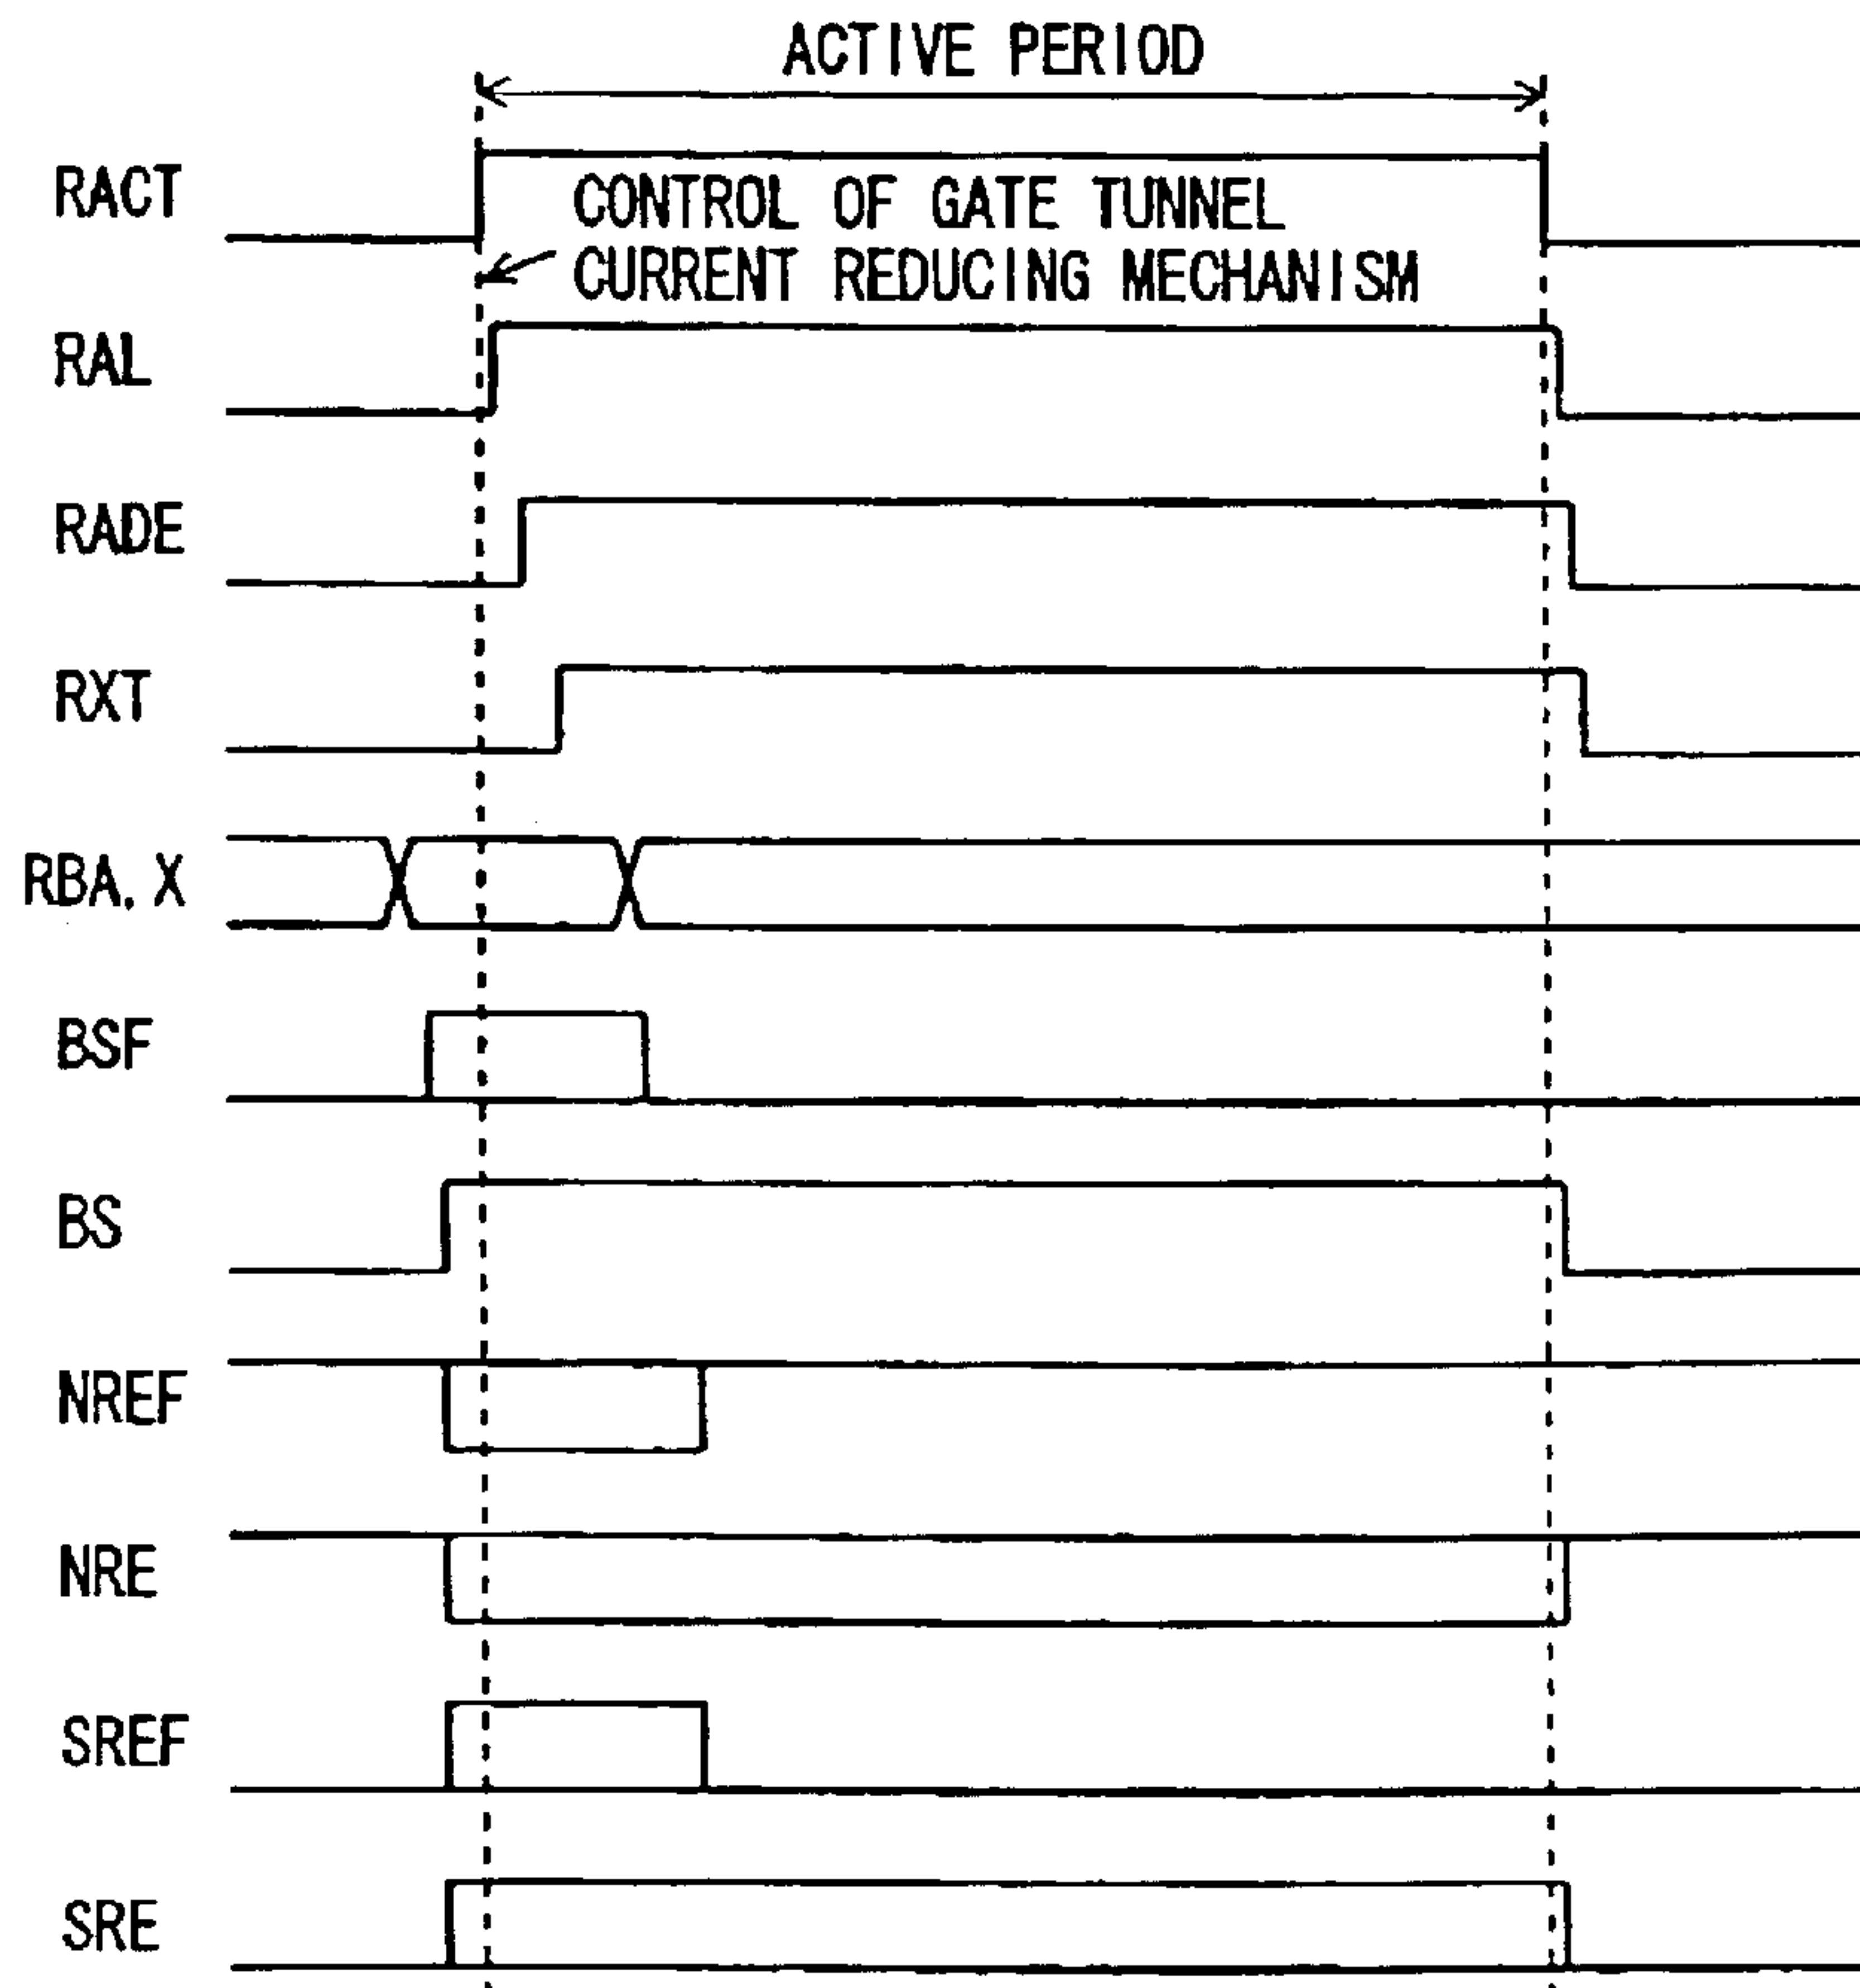 ACTIVE PERIOD
RACT
CONTROL OF GATE TUNNEL
CURRENT REDUCING MECHANISM
RAL
RADE
RXT
RBA. X
BSF
BS
NREF
NRE
SREF
SRE